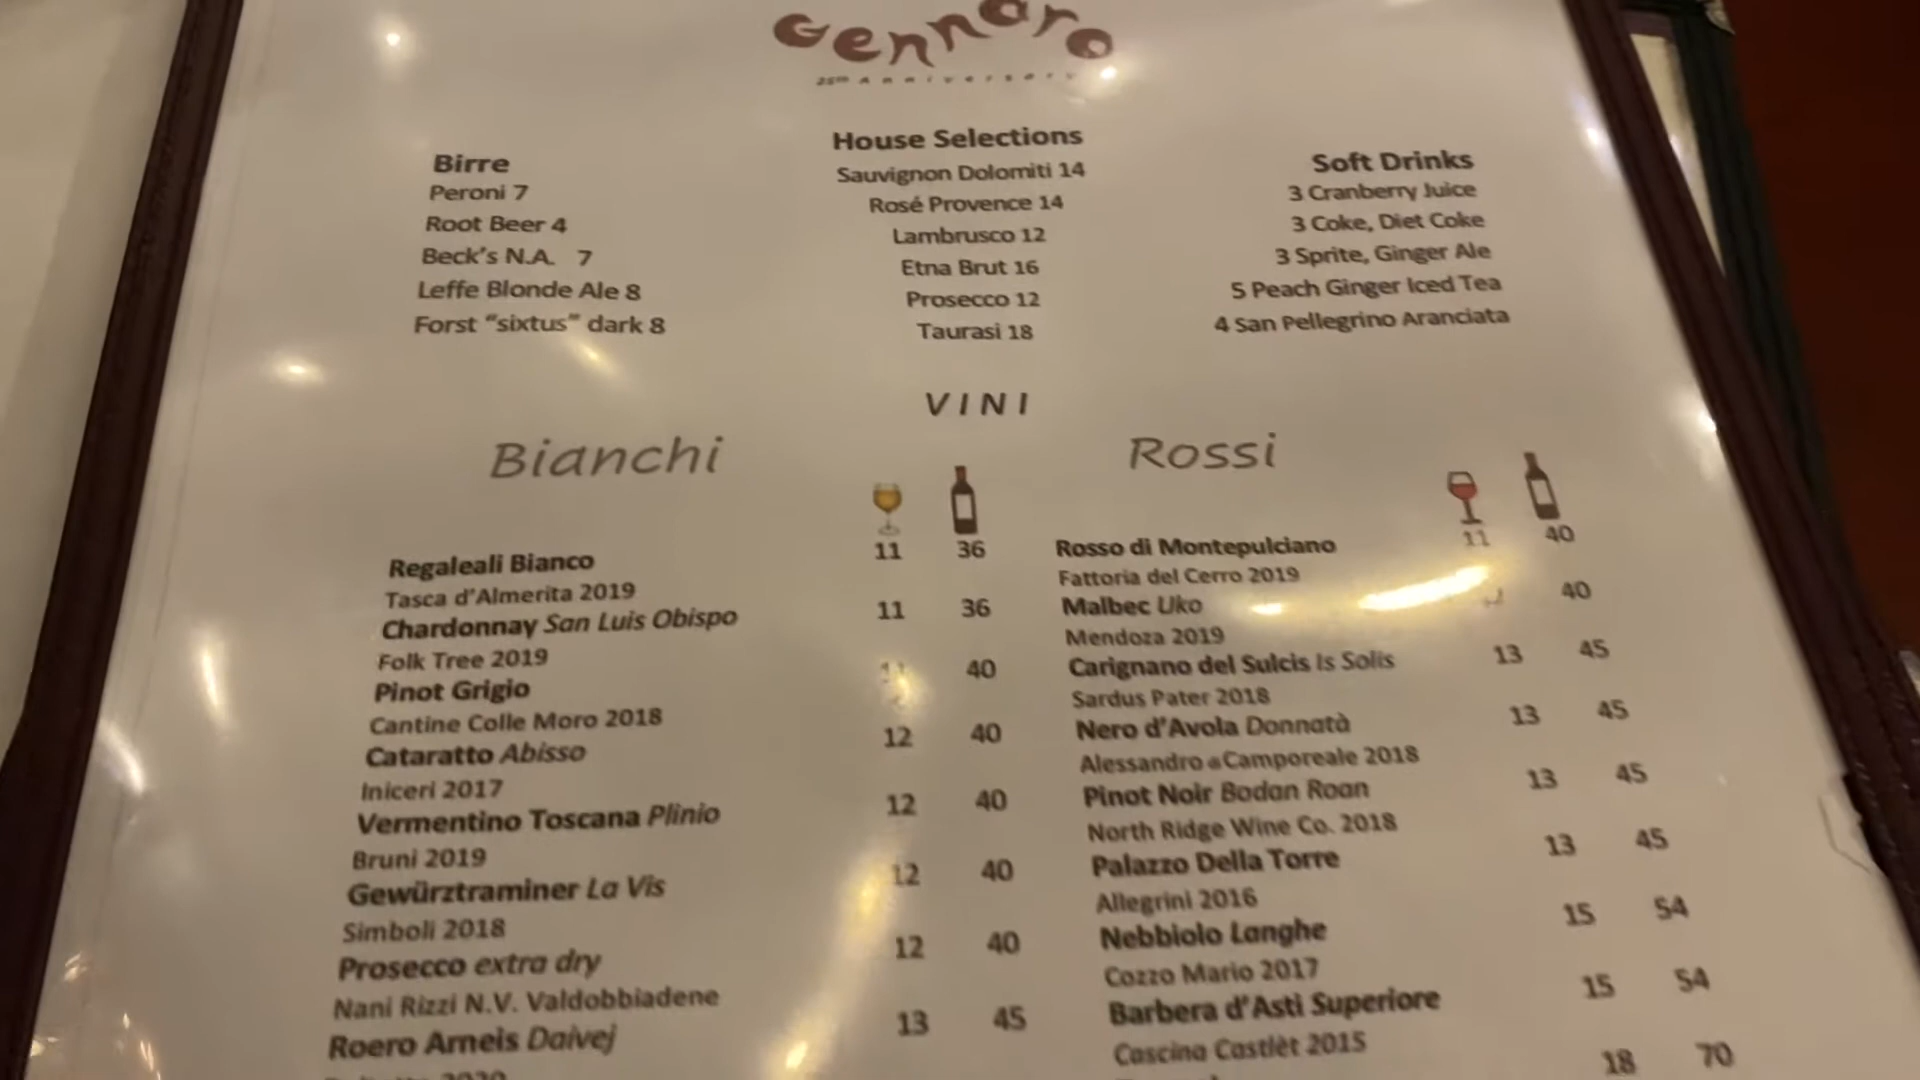 Gennaro
25th Anniversary
Birre
Peroni 7
Root Beer 4
Beck's N.A. 7
Leffe Blonde Ale 8
Forst "sixtus" dark 8
House Selections
Sauvignon Dolomiti 14
Rosé Provence 14
Lambrusco 12
Etna Brut 16
Prosecco 12
Taurasi 18
Soft Drinks
3 Cranberry Juice
3 Coke, Diet Coke
3 Sprite, Ginger Ale
5 Peach Ginger Iced Tea
4 San Pellegrino Aranciata
VINI
Bianchi
Regaleali Bianco 11 36
Tasca d'Almerita 2019
Chardonnay San Luis Obispo 11 36
Folk Tree 2019
Pinot Grigio 40
Cantine Colle Moro 2018
Cataratto Abisso 12 40
Iniceri 2017
Vermentino Toscana Plinio 12 40
Bruni 2019
Gewürztraminer La Vis 12 40
Simboli 2018
Prosecco extra dry 12 40
Nani Rizzi N.V. Valdobbiadene
Roero Arneis Daivej 13 45
Rossi
Rosso di Montepulciano 11 40
Fattoria del Cerro 2019
Malbec Uko 40
Mendoza 2019
Carignano del Sulcis Is Solis 13 45
Sardus Pater 2018
Nero d'Avola Donnatà 13 45
Alessandro di Camporeale 2018
Pinot Noir Bodan Roan 13 45
North Ridge Wine Co. 2018
Palazzo Della Torre 13 45
Allegrini 2016
Nebbiolo Langhe 15 54
Cozzo Mario 2017
Barbera d'Asti Superiore 15 54
Cascina Castlèt 2015
18 70